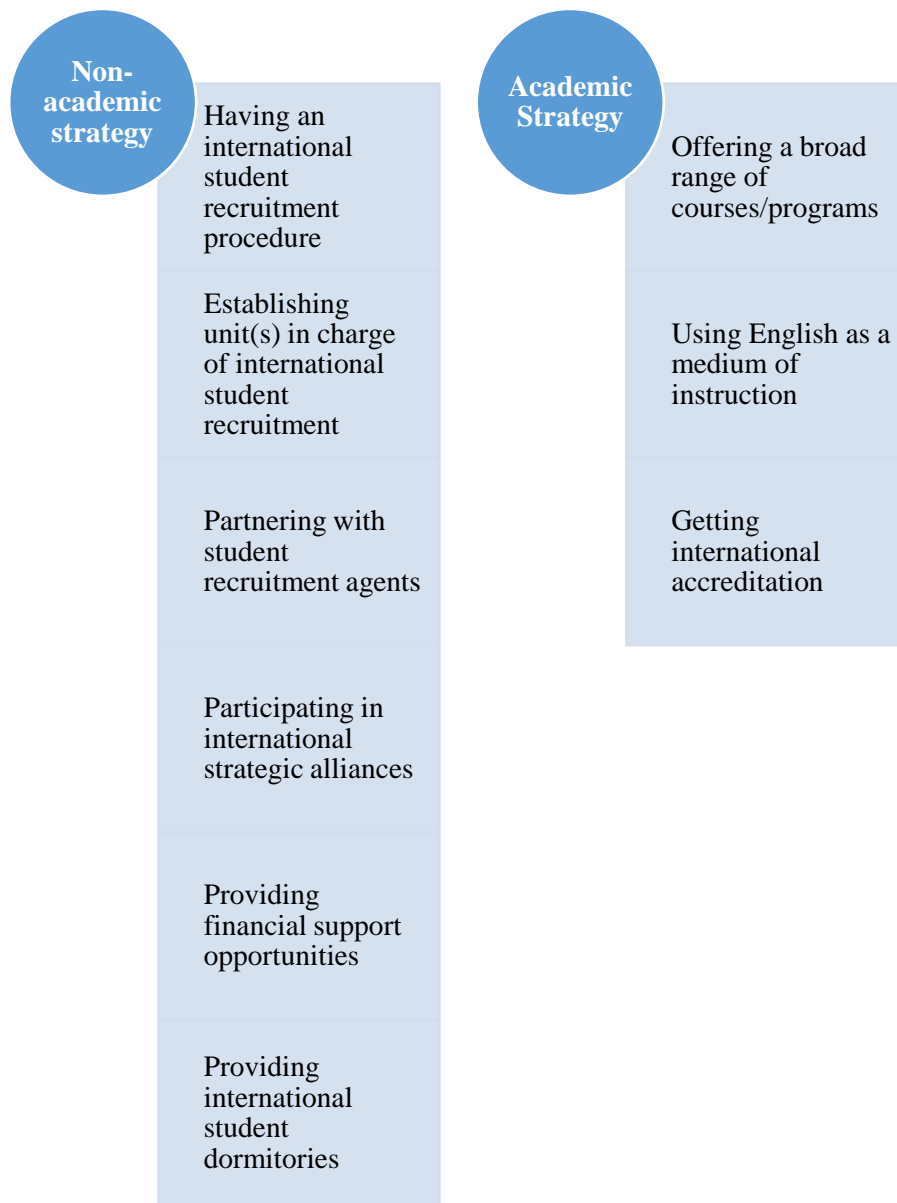 Non-
academic
strategy
Having an
international
student
recruitment
procedure
Establishing
unit(s) in charge
of international
student
recruitment
Partnering with
student
recruitment agents
Participating in
international
strategic alliances
Providing
financial support
opportunities
Providing
international
student
dormitories
Academic
Strategy
Offering a broad
range of
courses/programs
Using English as a
medium of
instruction
Getting
international
accreditation